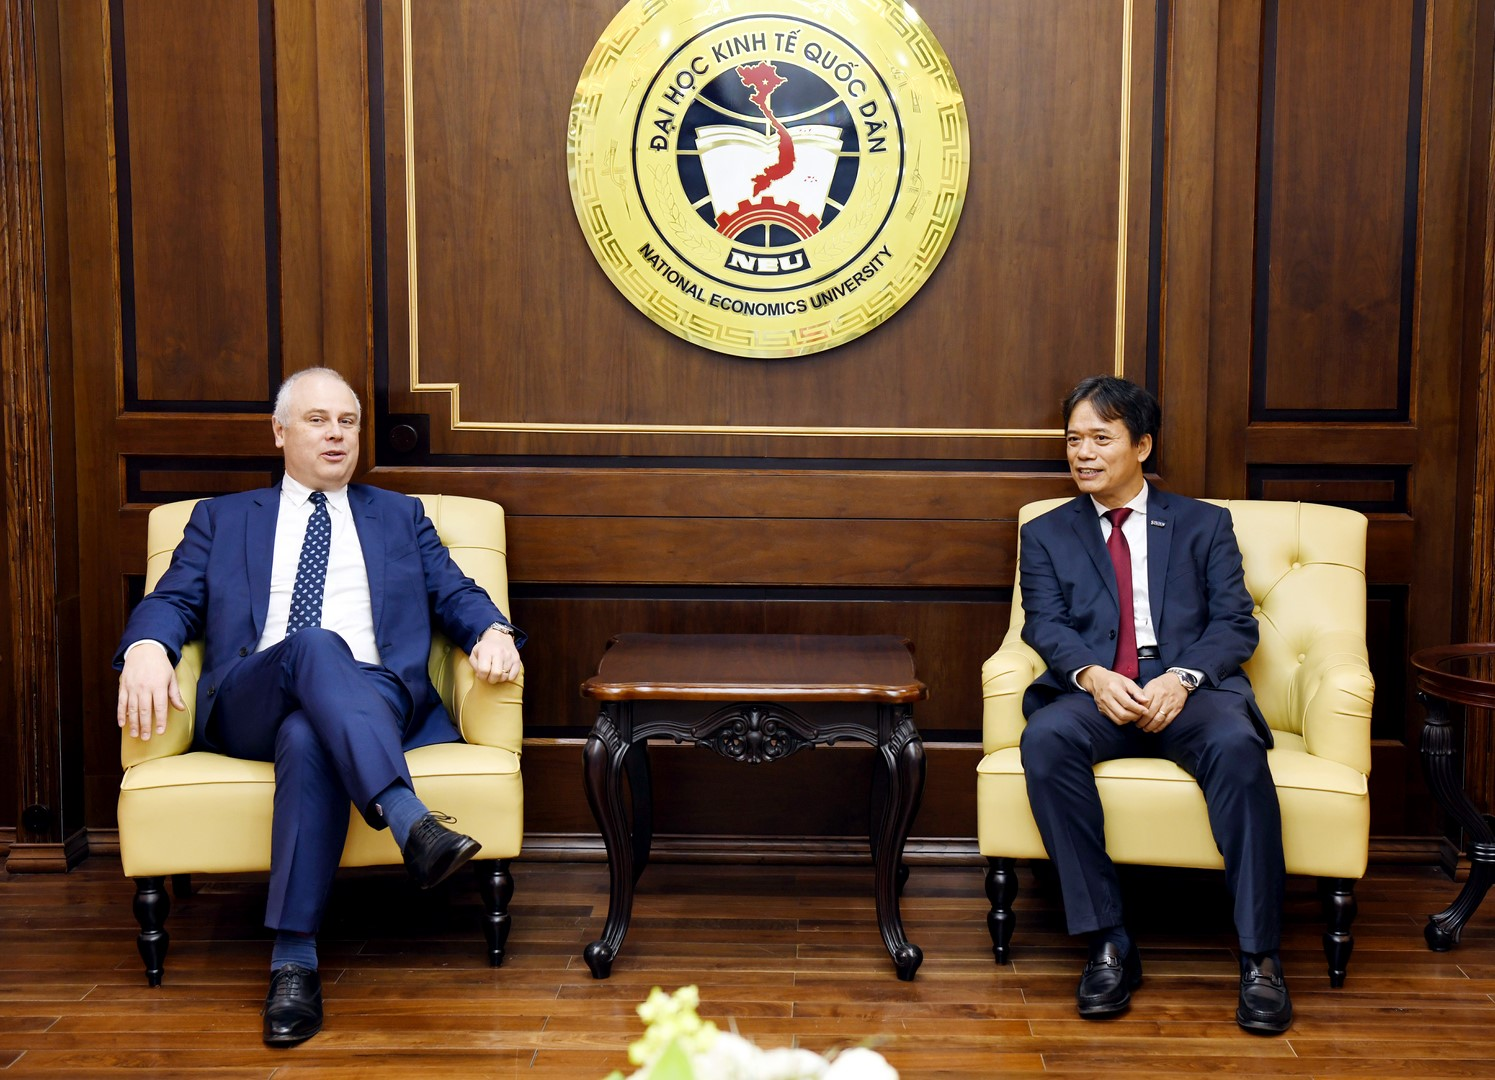 ĐẠI HỌC KINH TẾ QUỐC DÂN
NEU
NATIONAL ECONOMICS UNIVERSITY